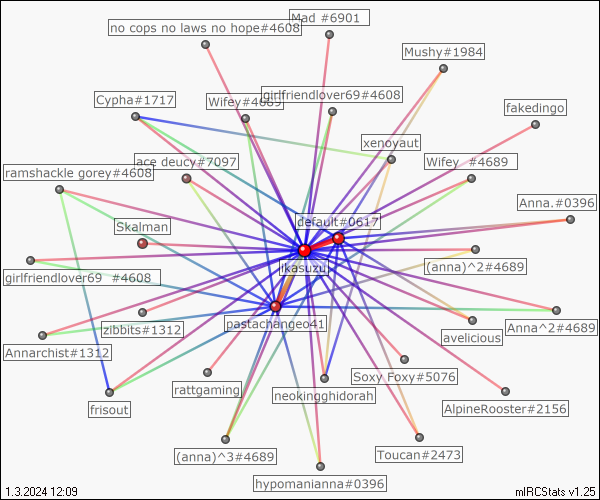 no cops no laws no hope#4608
Mad #6901
Mushy#1984
Cypha#1717
Wifey#4689
girlfriendlover69#4608
fakedingo
ramshackle gorey#4608
ace deucy#7097
xenoyaut
Wifey #4689
Anna.#0396
Skalman
default#0617
girlfriendlover69 #4608
ikasuzu
(anna)^2#4689
Annarchist#1312
zibbits#1312
pastachangeo41
avelicious
Anna^2#4689
frisout
rattgaming
neokingghidorah
Soxy Foxy#5076
AlpineRooster#2156
(anna)^3#4689
hypomanianna#0396
Toucan#2473
1.3.2024 12:09
mIRCStats v1.25